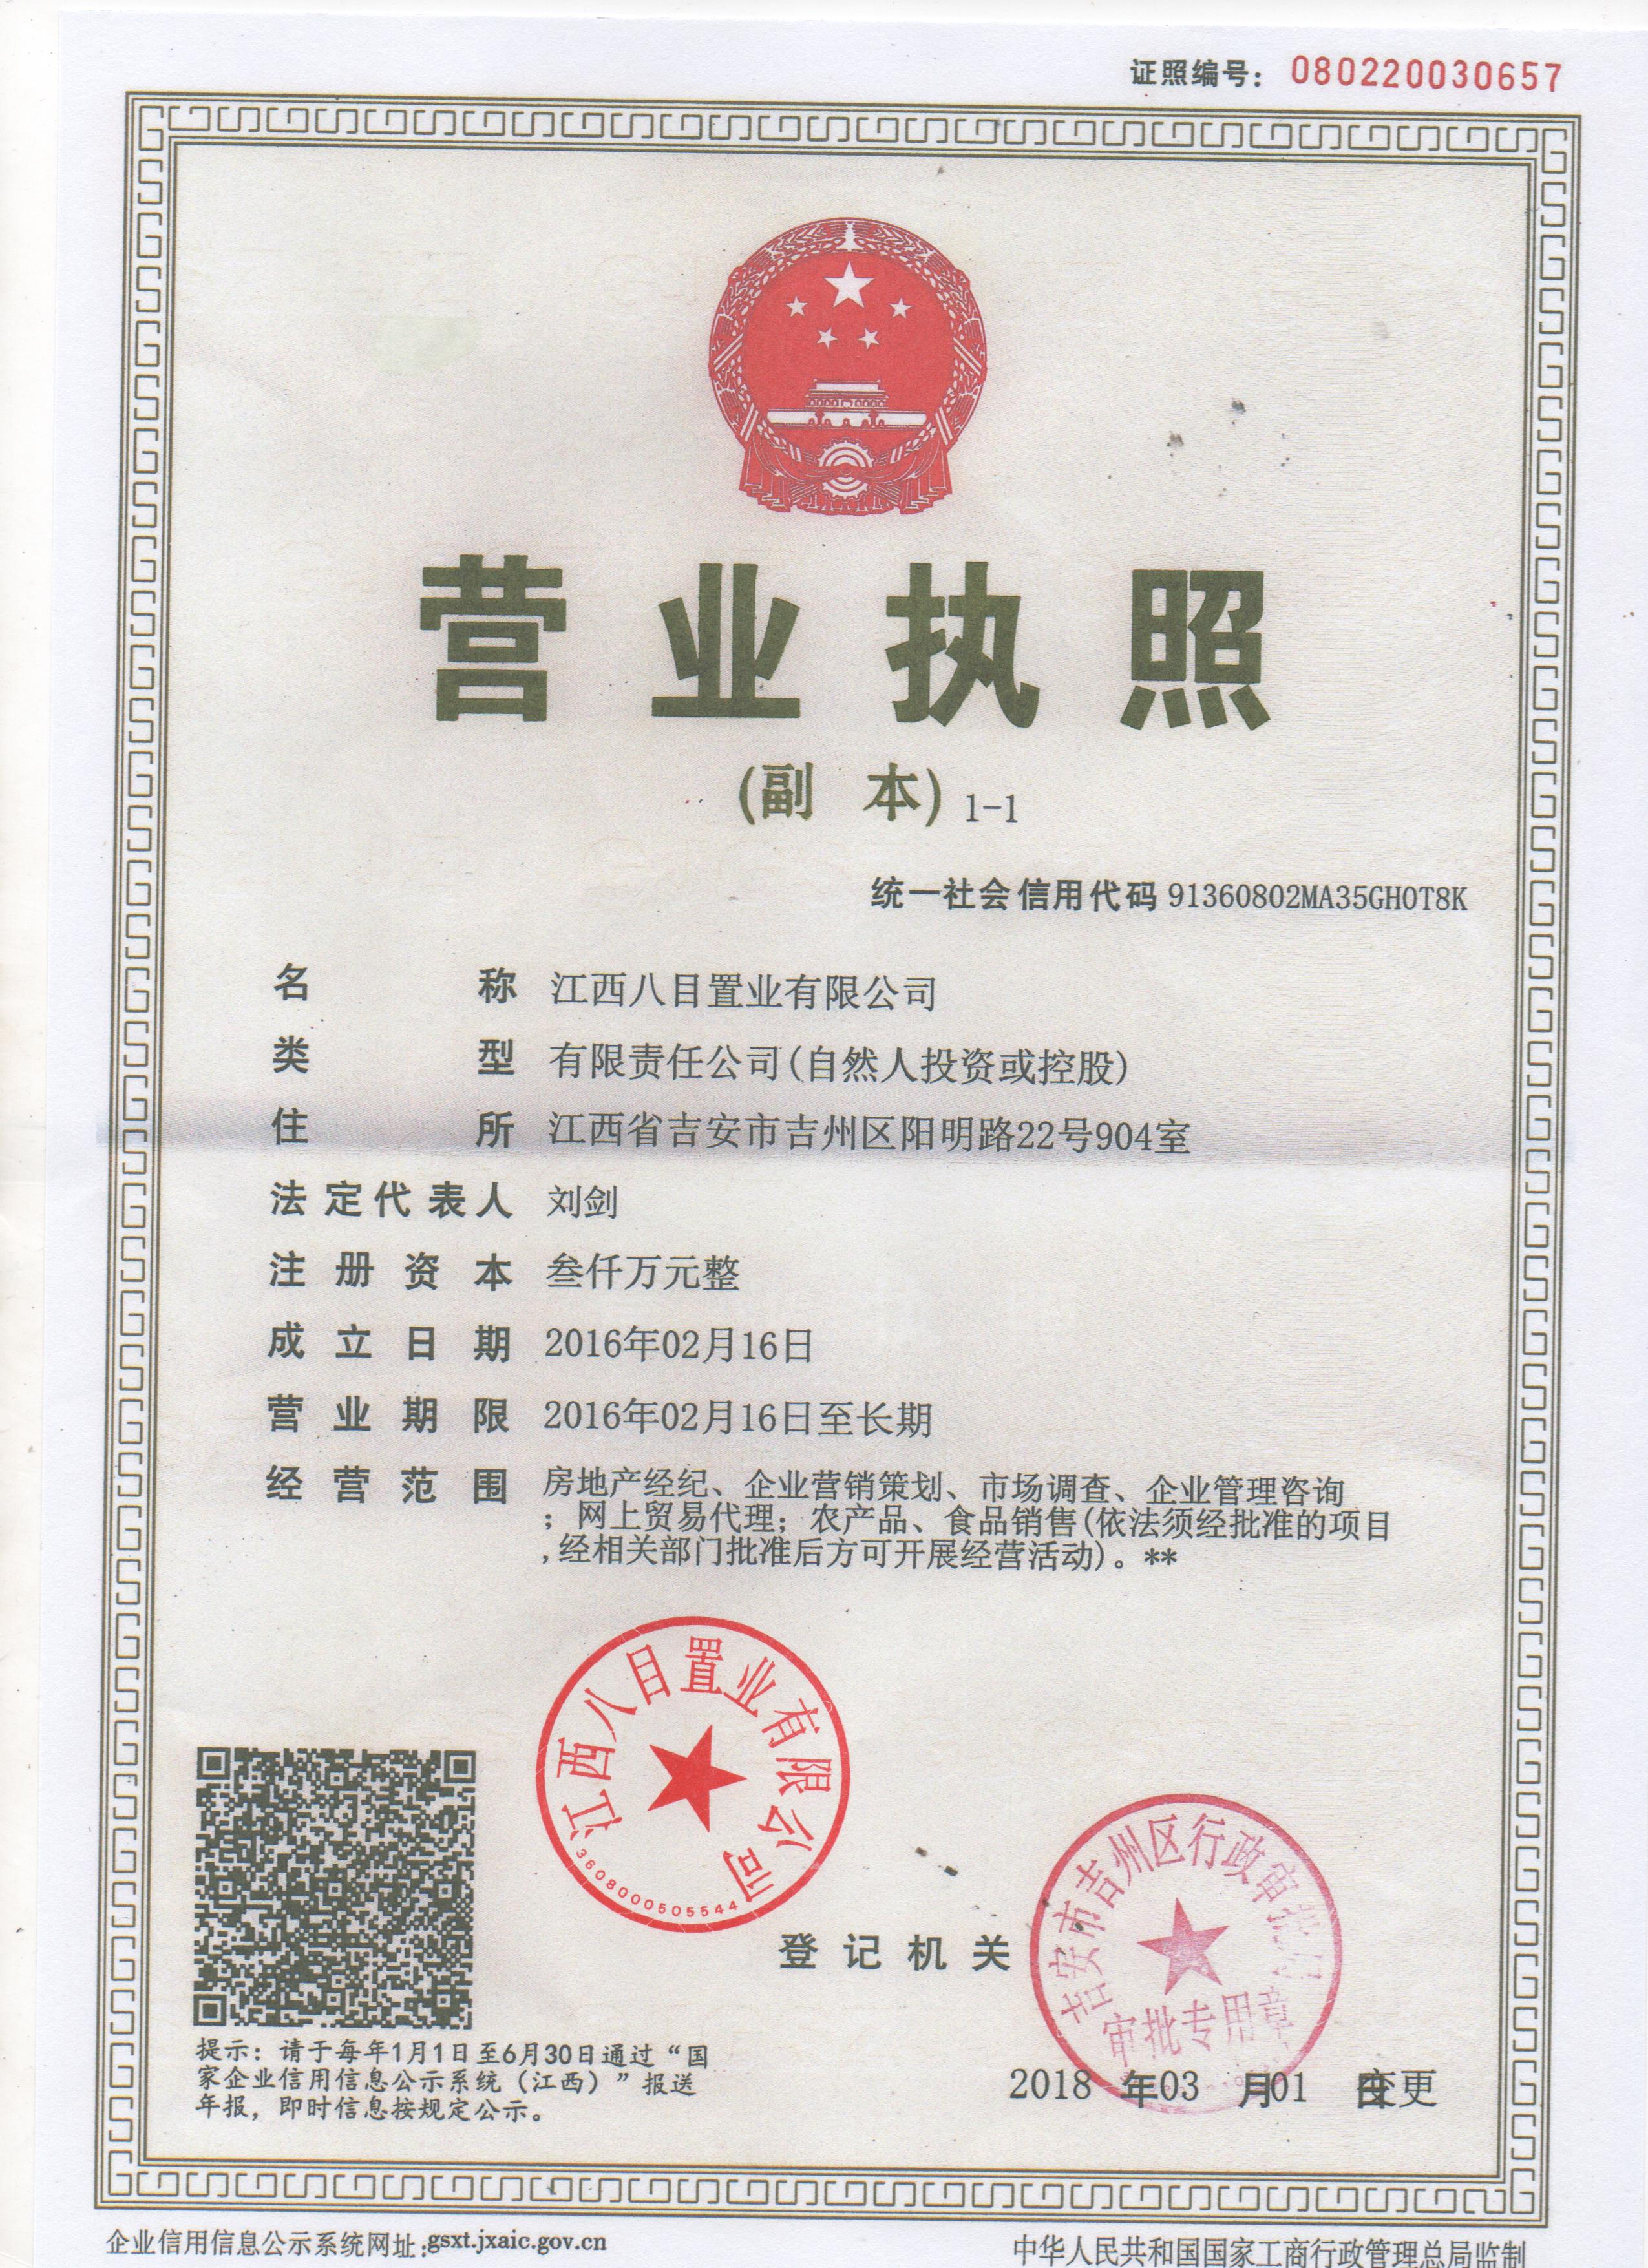 证照编号：080220030657
营业执照
(副 本) 1-1
统一社会信用代码 91360802MA35GH0T8K
名 称 江西八目置业有限公司
类 型 有限责任公司(自然人投资或控股)
住 所 江西省吉安市吉州区阳明路22号904室
法定代表人 刘剑
注册资本 叁仟万元整
成立日期 2016年02月16日
营业期限 2016年02月16日至长期
经营范围 房地产经纪、企业营销策划、市场调查、企业管理咨询
；网上贸易代理；农产品、食品销售(依法须经批准的项目
,经相关部门批准后方可开展经营活动)。**
江西八目置业有限公司
3608000505544
登记机关
吉安市吉州区行政审批局
审批专用章
2018 年03 月01 日变更
提示：请于每年1月1日至6月30日通过“国
家企业信用信息公示系统（江西）”报送
年报，即时信息按规定公示。
企业信用信息公示系统网址:gsxt.jxaic.gov.cn
中华人民共和国国家工商行政管理总局监制